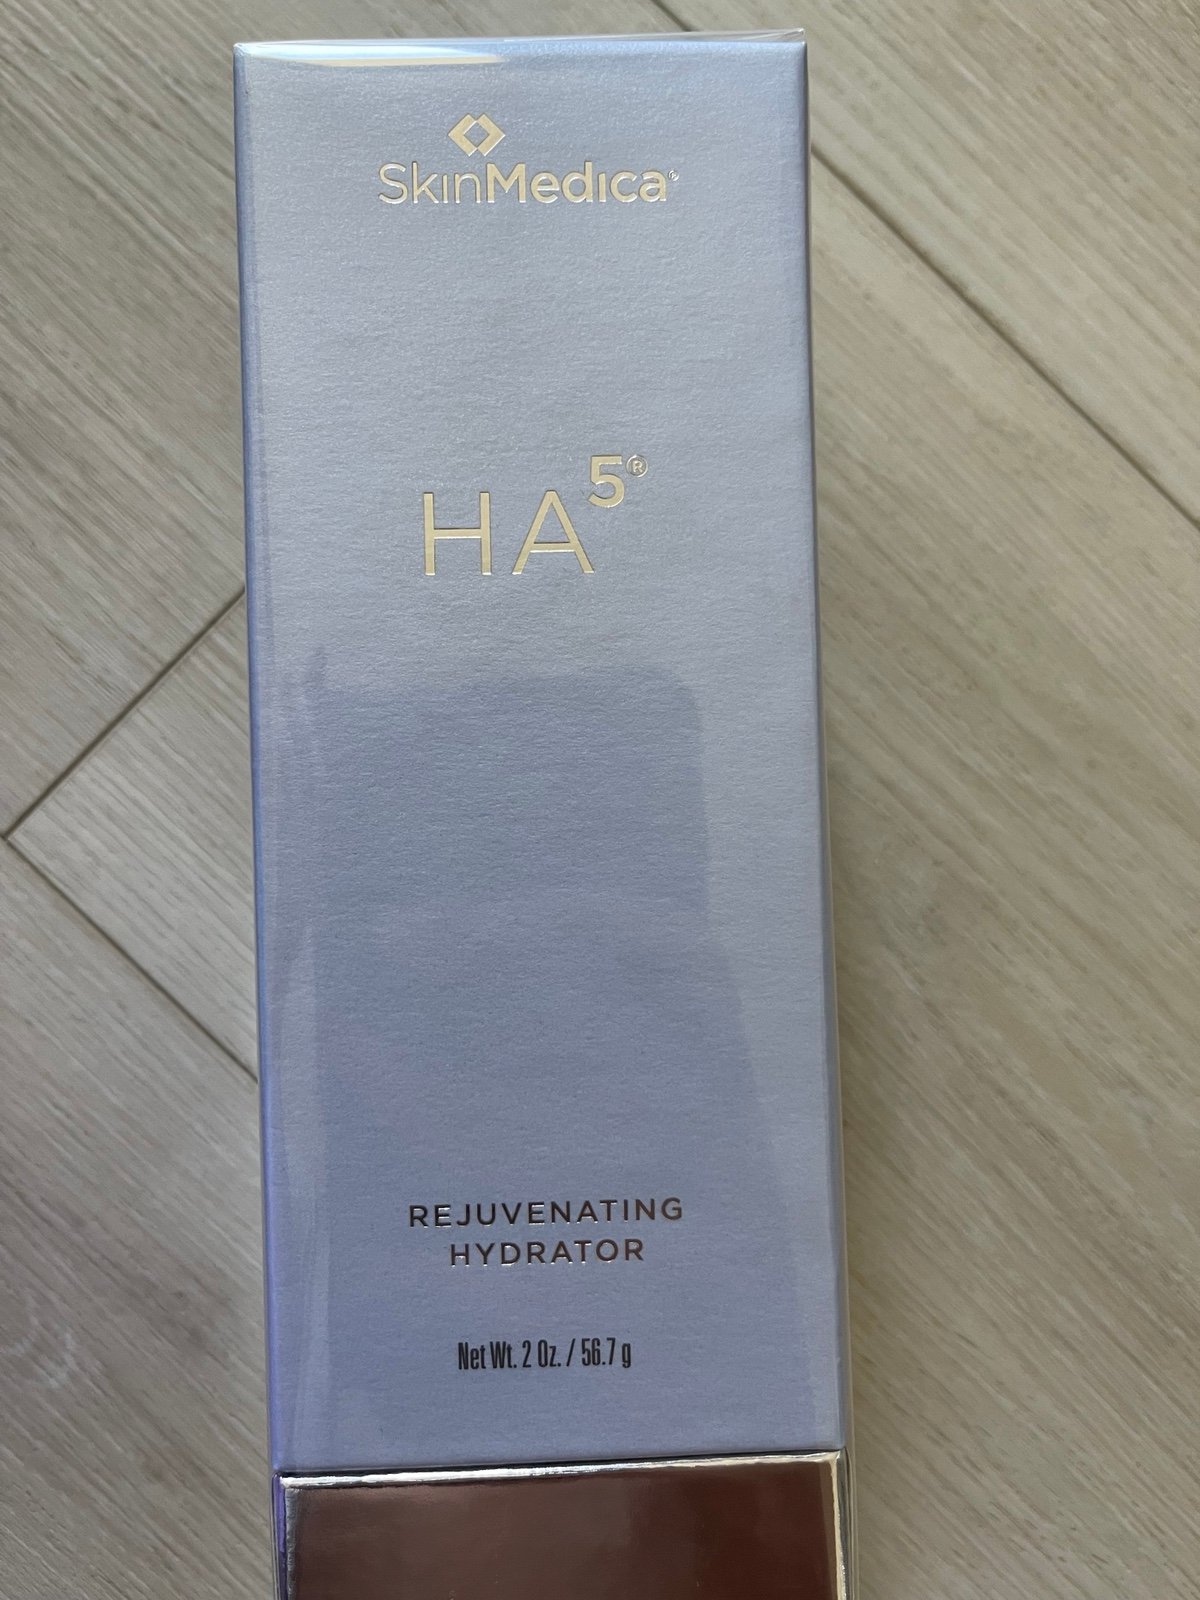 SkinMedica®
HA⁵®
REJUVENATING
HYDRATOR
Net Wt. 2 Oz. / 56.7 g